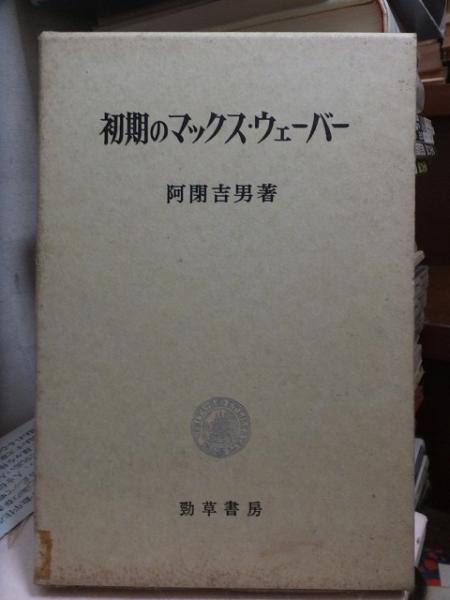 初期のマックス・ウェーバー
阿閉吉男著
勁草書房